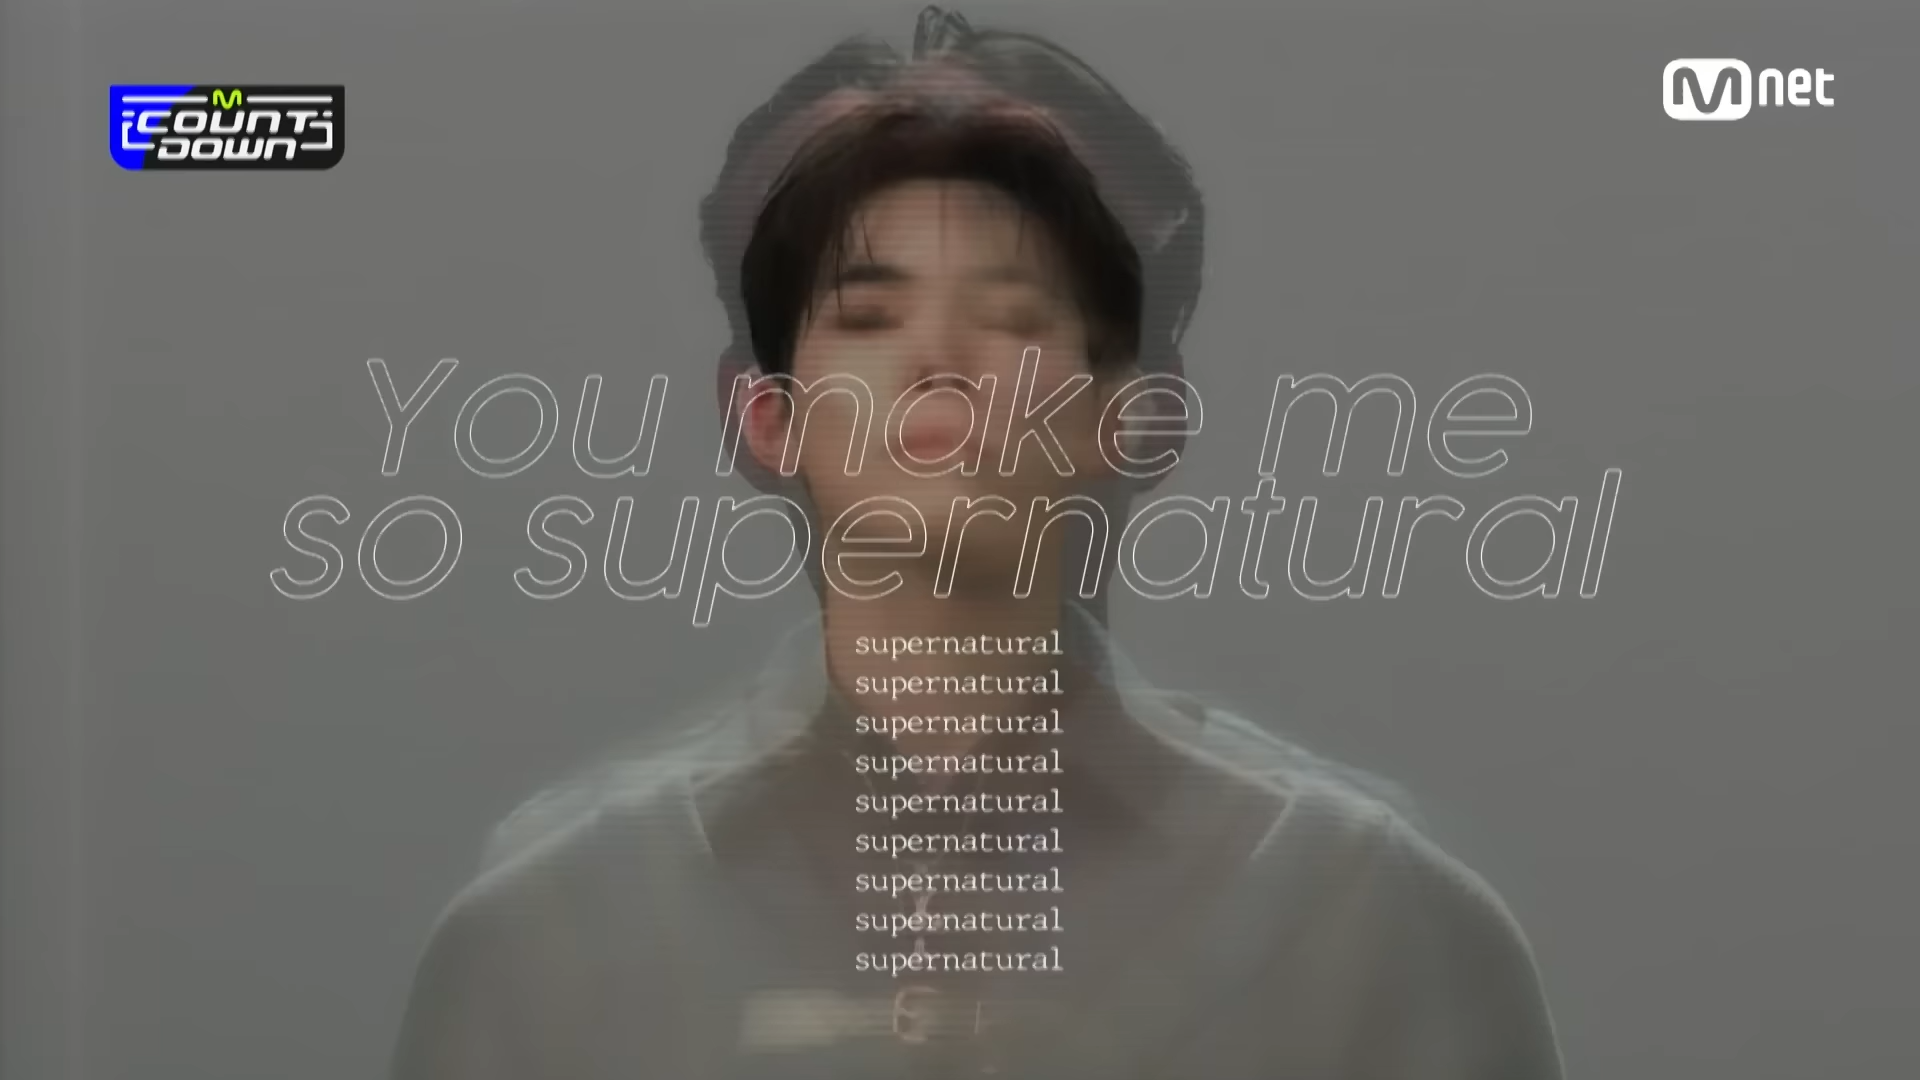 M
COUNT
DOWN
Mnet
You make me
so supernatural
supernatural
supernatural
supernatural
supernatural
supernatural
supernatural
supernatural
supernatural
supernatural